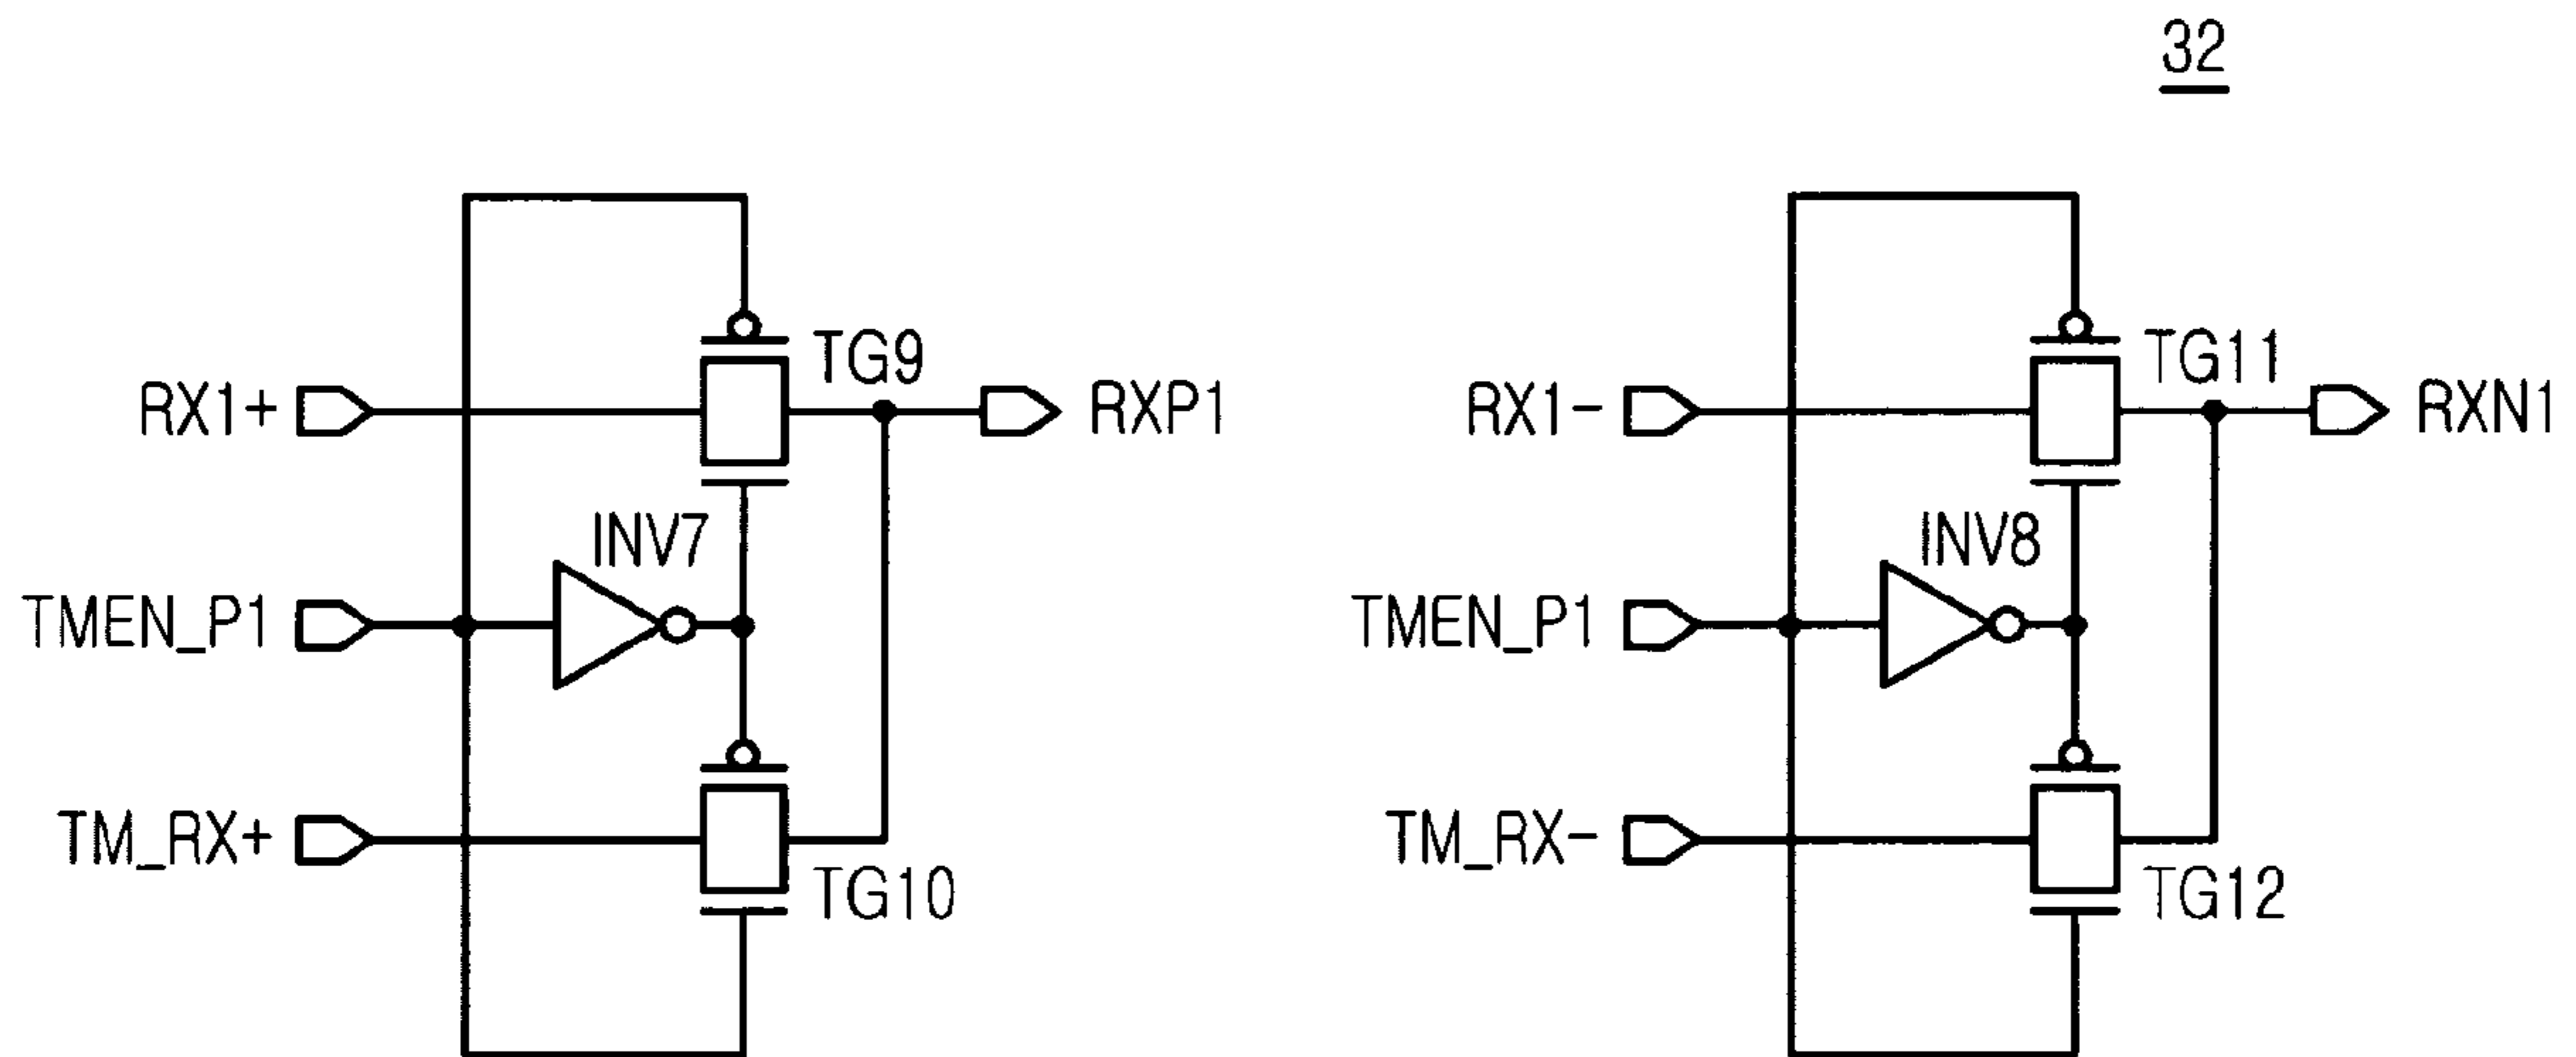 32
RX1+
TG9
RXP1
INV7
TMEN_P1
TM_RX+
TG10
RX1-
TG11
RXN1
INV8
TMEN_P1
TM_RX-
TG12